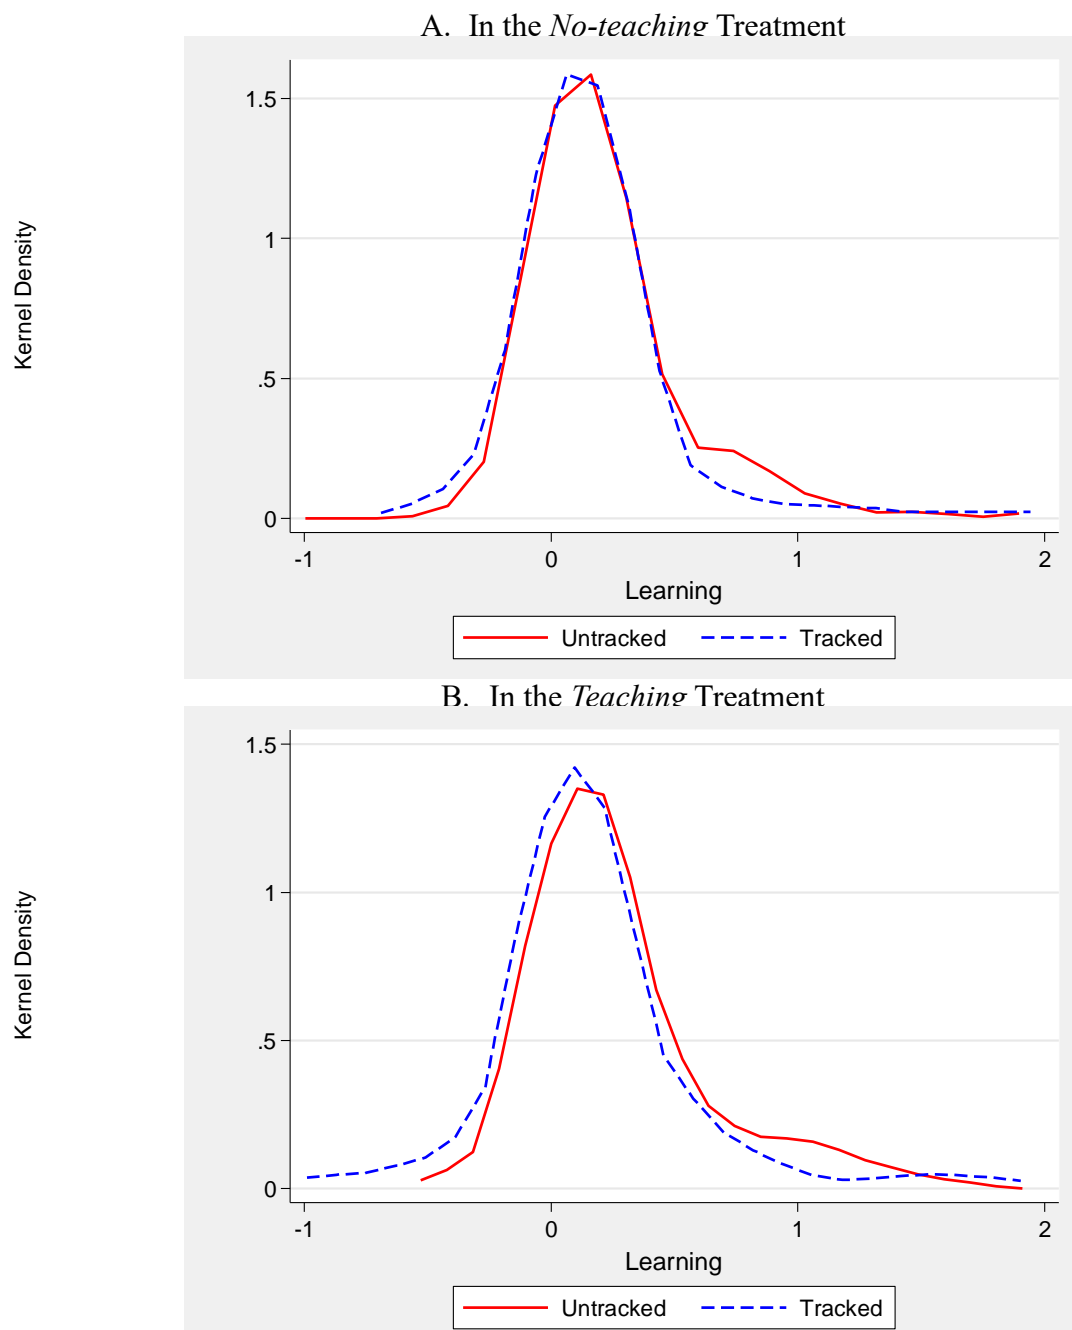 A. In the No-teaching Treatment
Kernel Density
1.5
1
.5
0
-1 0 1 2
Learning
Untracked Tracked
B. In the Teaching Treatment
Kernel Density
1.5
1
.5
0
-1 0 1 2
Learning
Untracked Tracked